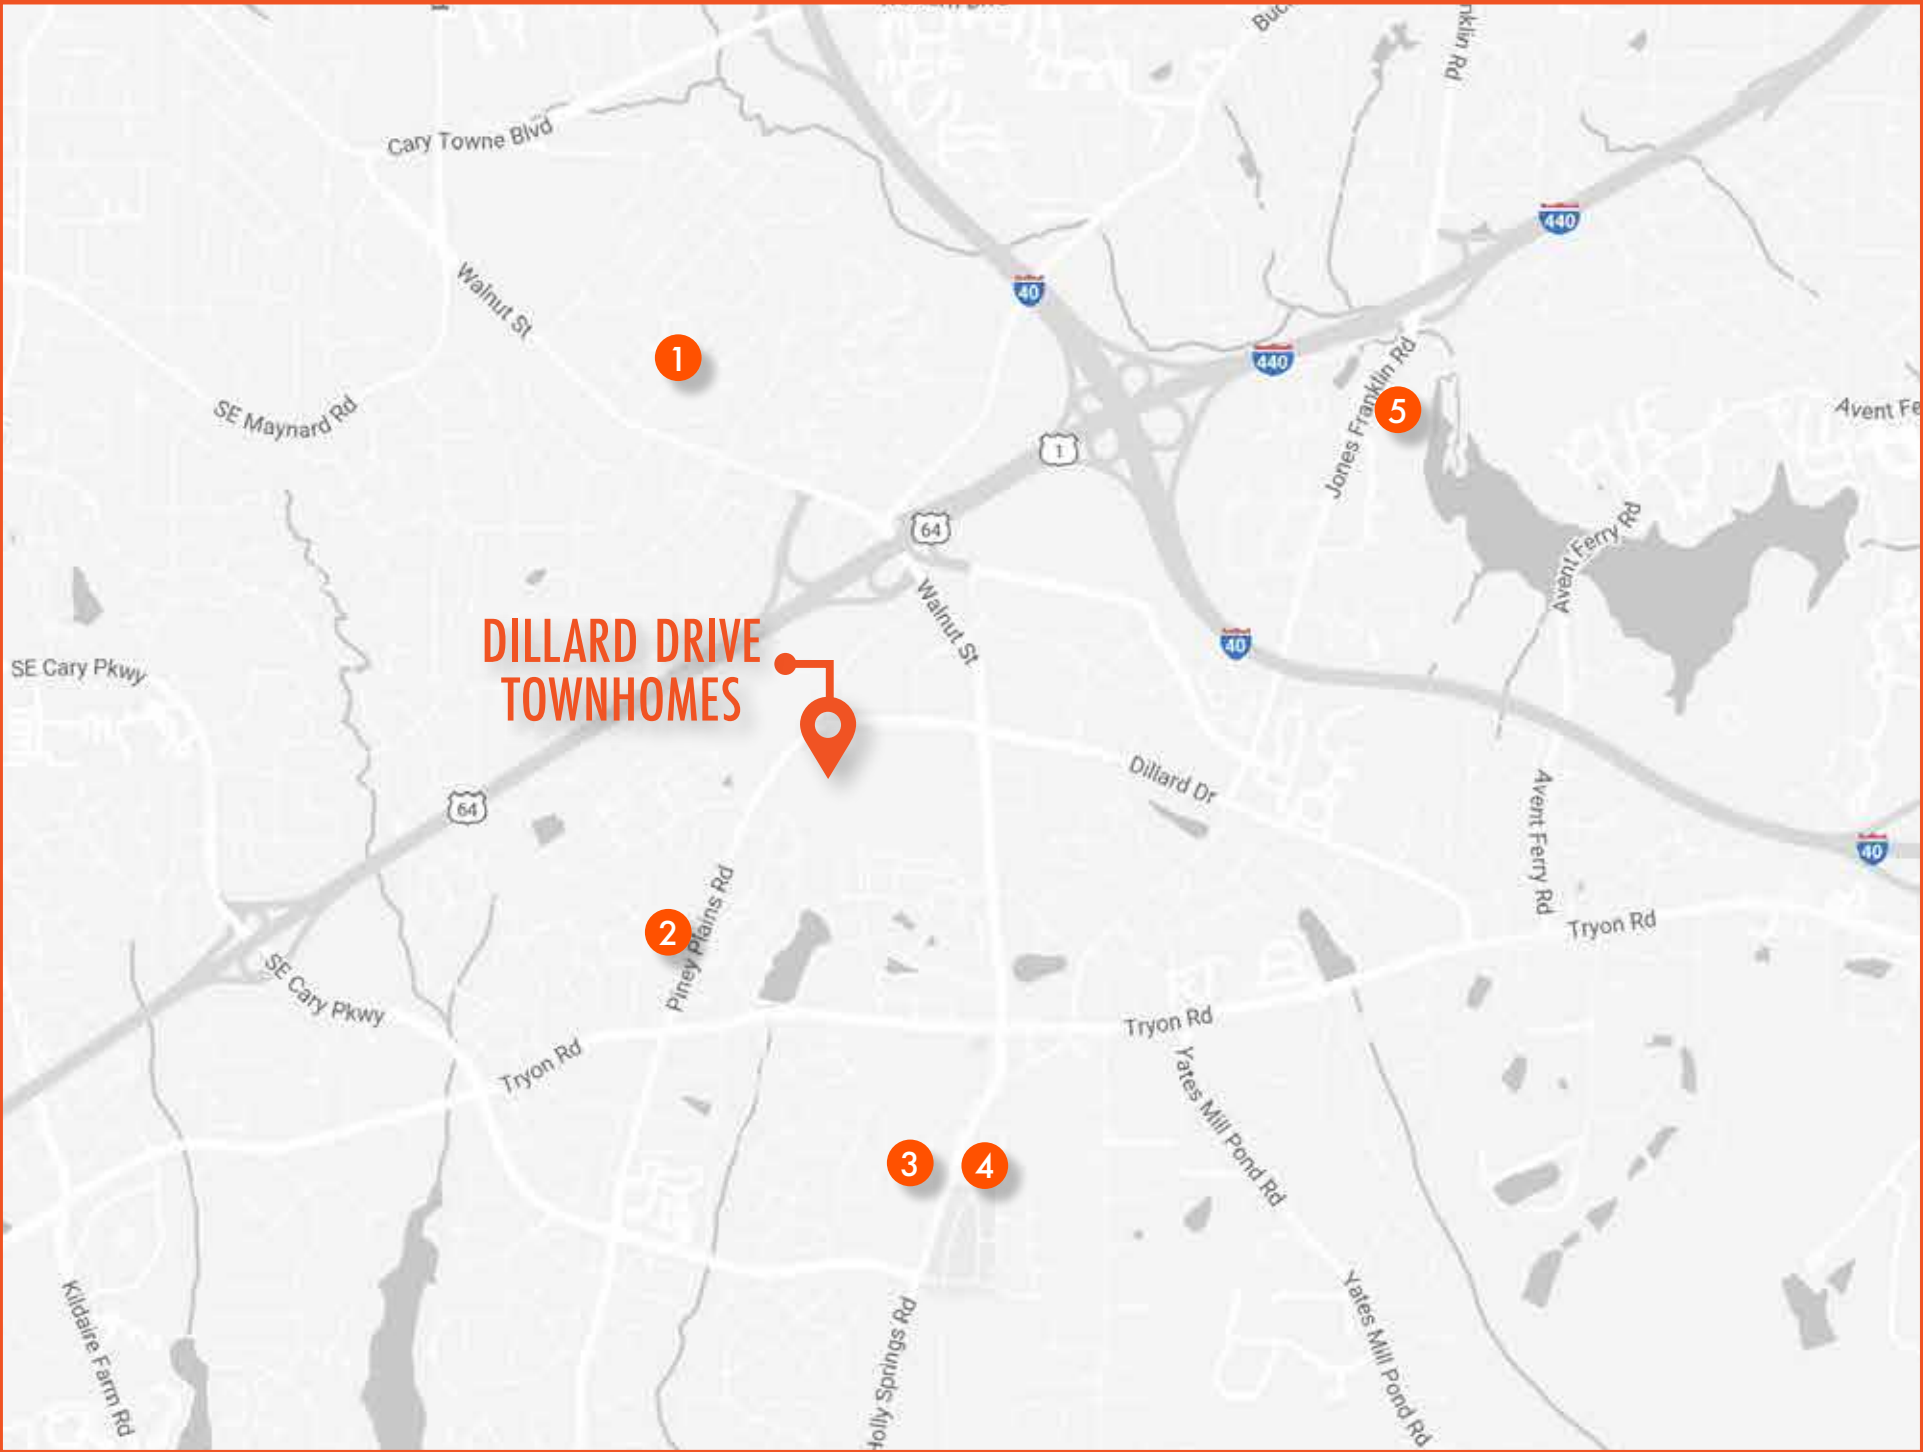 Buc
nklin Rd
Cary Towne Blvd
440
Walnut St
40
440
1
SE Maynard Rd
Jones Franklin Rd
5
Avent Fe
1
64
Avent Ferry Rd
Walnut St
DILLARD DRIVE
TOWNHOMES
40
SE Cary Pkwy
Dillard Dr
64
Avent Ferry Rd
40
Piney Plains Rd
2
Tryon Rd
SE Cary Pkwy
Tryon Rd
Tryon Rd
Yates Mill Pond Rd
3
4
Kildaire Farm Rd
Holly Springs Rd
Yates Mill Pond Rd